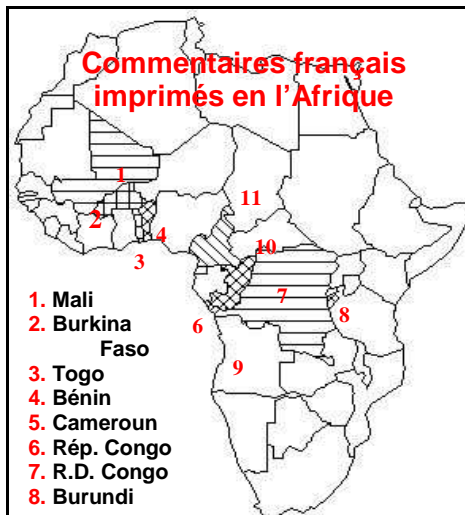 Commentaires français
imprimés en l'Afrique
1
11
2
4
3
10
7
6
8
9
1. Mali
2. Burkina
Faso
3. Togo
4. Bénin
5. Cameroun
6. Rép. Congo
7. R.D. Congo
8. Burundi